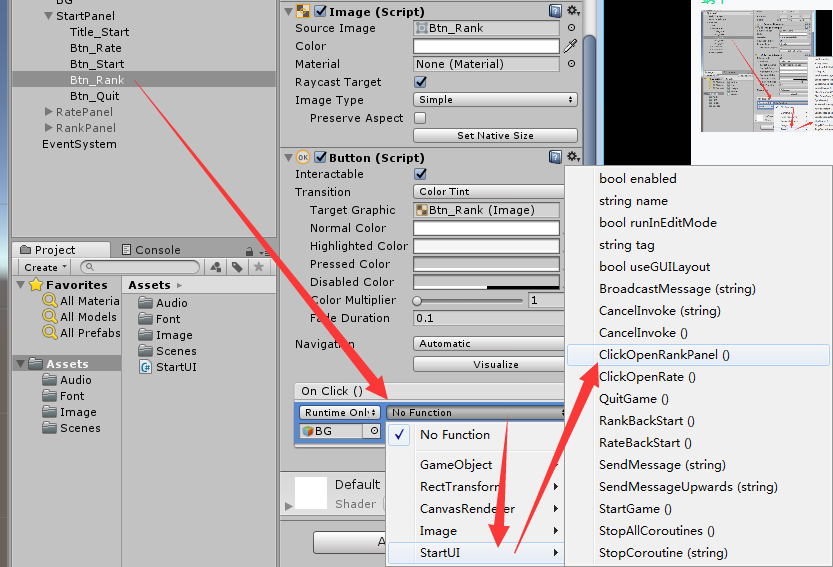 BG
StartPanel
Title_Start
Btn_Rate
Btn_Start
Btn_Rank
Btn_Quit
RatePanel
RankPanel
EventSystem
Project
Console
Create
Favorites
All Materia
All Models
All Prefabs
Assets
Audio
Font
Image
Scenes
Assets
Audio
Font
Image
Scenes
StartUI
Image (Script)
Source Image
Btn_Rank
Color
Material
None (Material)
Raycast Target
Image Type
Simple
Preserve Aspect
Set Native Size
OK
Button (Script)
Interactable
Transition
Color Tint
Target Graphic
Btn_Rank (Image)
Normal Color
Highlighted Color
Pressed Color
Disabled Color
Color Multiplier
1
Fade Duration
0.1
Navigation
Automatic
Visualize
On Click ()
Runtime Only
No Function
BG
Default
Shader
A
No Function
GameObject
RectTransform
CanvasRenderer
Image
StartUI
bool enabled
string name
bool runInEditMode
string tag
bool useGUILayout
BroadcastMessage (string)
CancelInvoke (string)
CancelInvoke ()
ClickOpenRankPanel ()
ClickOpenRate ()
QuitGame ()
RankBackStart ()
RateBackStart ()
SendMessage (string)
SendMessageUpwards (string)
StartGame ()
StopAllCoroutines ()
StopCoroutine (string)